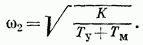 ω₂ = √(K / (Tу + Tм)).